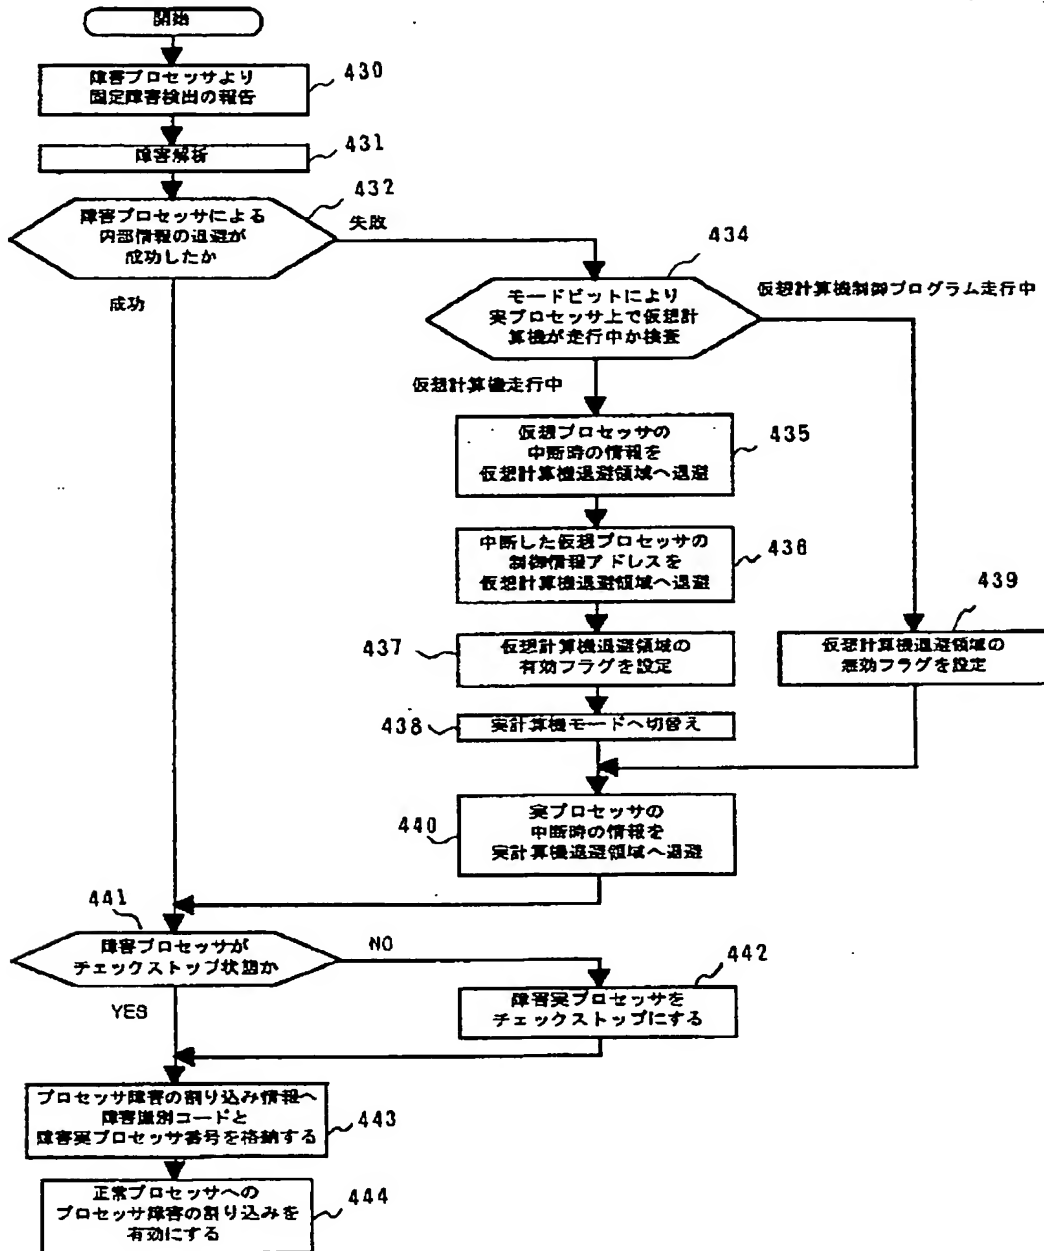 開始
障害プロセッサより
固定障害検出の報告
430
障害解析
431
432
障害プロセッサによる
内部情報の退避が
成功したか
失敗
成功
434
モードビットにより
実プロセッサ上で仮想計
算機が走行中か検査
仮想計算機制御プログラム走行中
仮想計算機走行中
仮想プロセッサの
中断時の情報を
仮想計算機退避領域へ退避
435
中断した仮想プロセッサの
制御情報アドレスを
仮想計算機退避領域へ退避
436
439
437
仮想計算機退避領域の
有効フラグを設定
仮想計算機退避領域の
無効フラグを設定
438
実計算機モードへ切替え
440
実プロセッサの
中断時の情報を
実計算機退避領域へ退避
441
障害プロセッサが
チェックストップ状態か
NO
YES
442
障害実プロセッサを
チェックストップにする
プロセッサ障害の割り込み情報へ
障害識別コードと
障害実プロセッサ番号を格納する
443
正常プロセッサへの
プロセッサ障害の割り込みを
有効にする
444